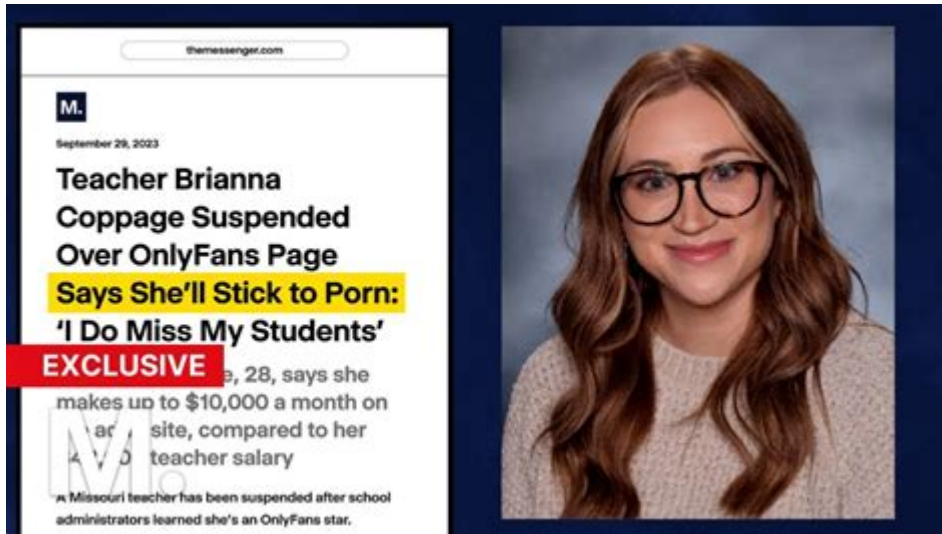 themessenger.com
M.
September 29, 2023
Teacher Brianna
Coppage Suspended
Over OnlyFans Page
Says She'll Stick to Porn:
'I Do Miss My Students'
EXCLUSIVE
, 28, says she
makes up to $10,000 a month on
site, compared to her
teacher salary
M.
A Missouri teacher has been suspended after school
administrators learned she's an OnlyFans star.